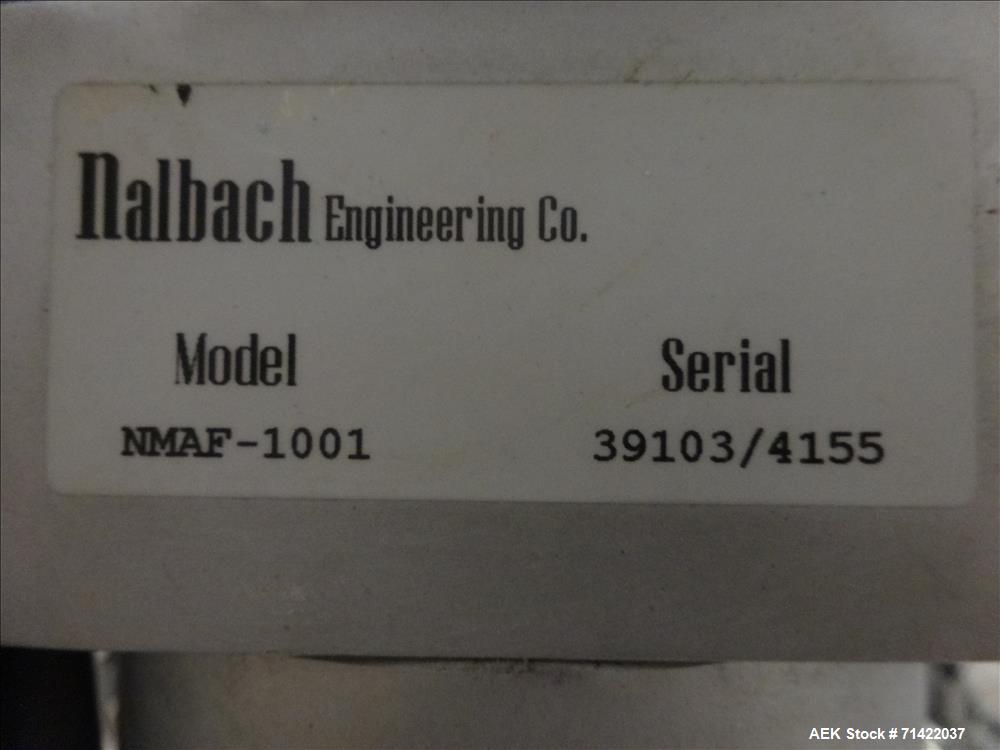 Nalbach Engineering Co.
Model Serial
NMAF-1001 39103/4155
AEK Stock # 71422037